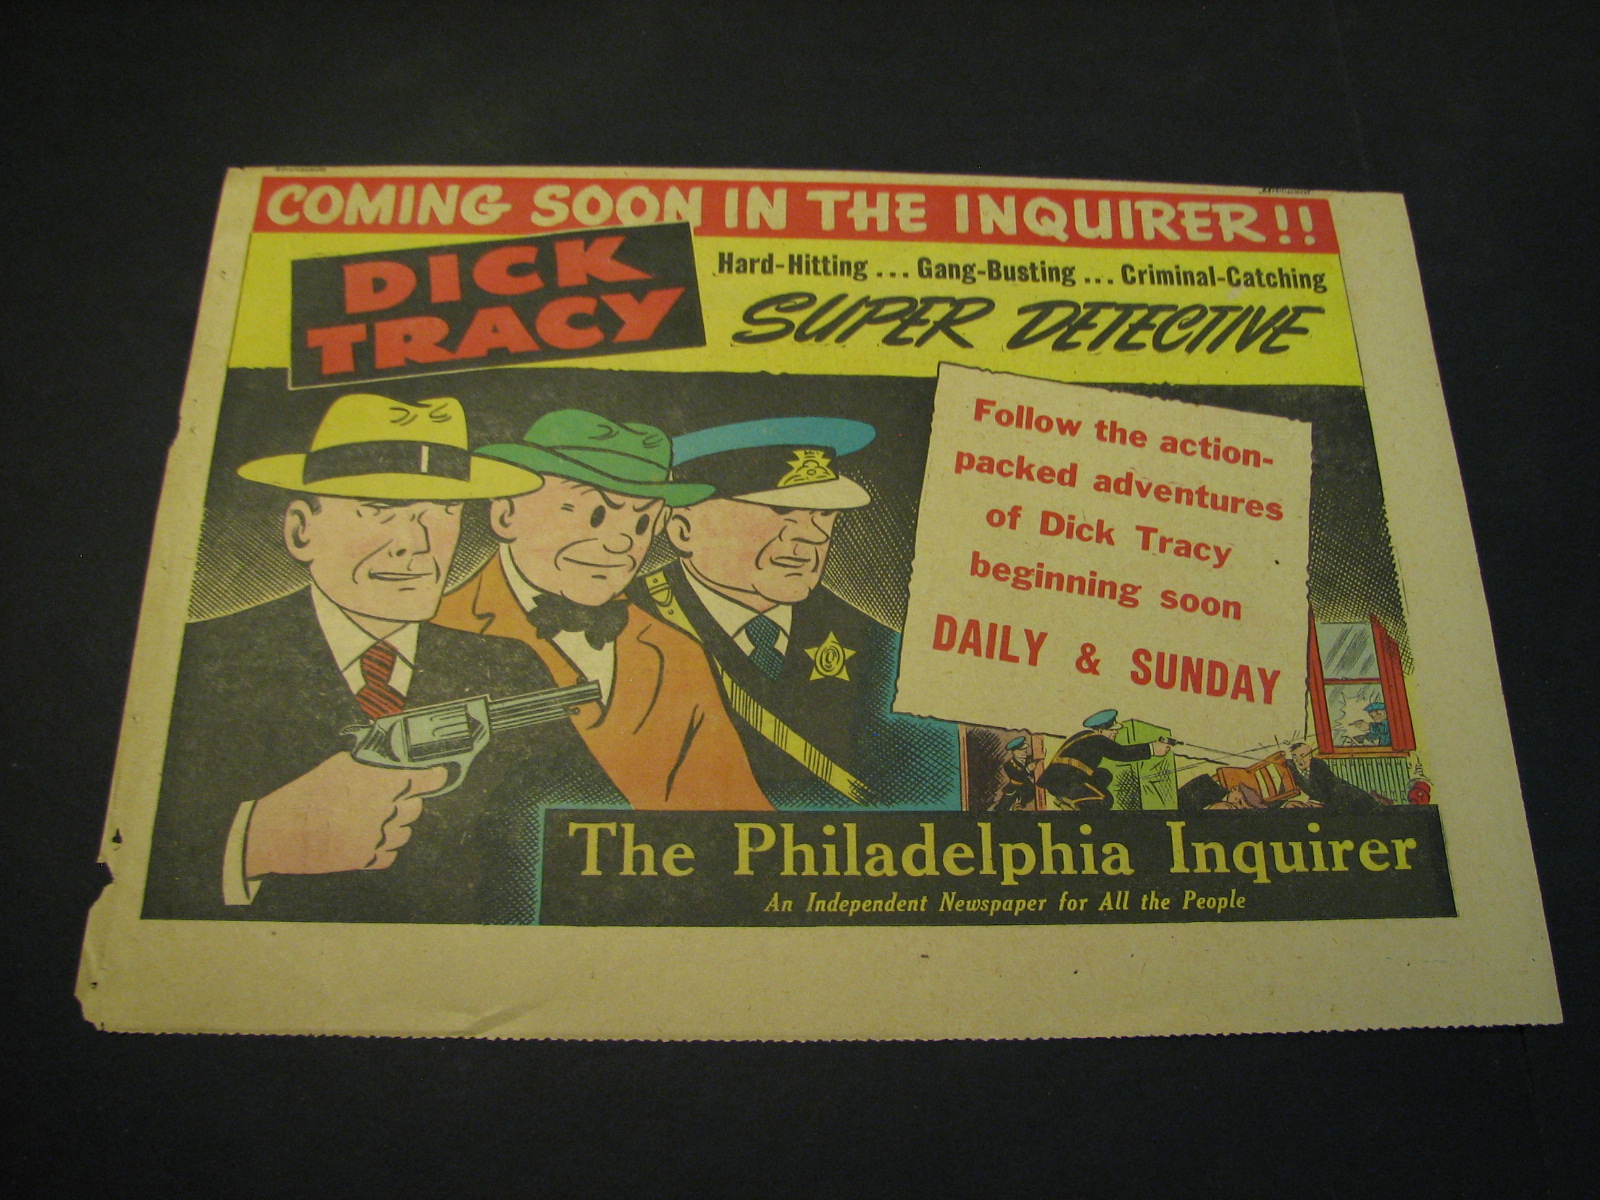 COMING SOON IN THE INQUIRER!!
DICK
TRACY
Hard-Hitting ... Gang-Busting ... Criminal-Catching
SUPER DETECTIVE
Follow the action-
packed adventures
of Dick Tracy
beginning soon
DAILY & SUNDAY
The Philadelphia Inquirer
An Independent Newspaper for All the People